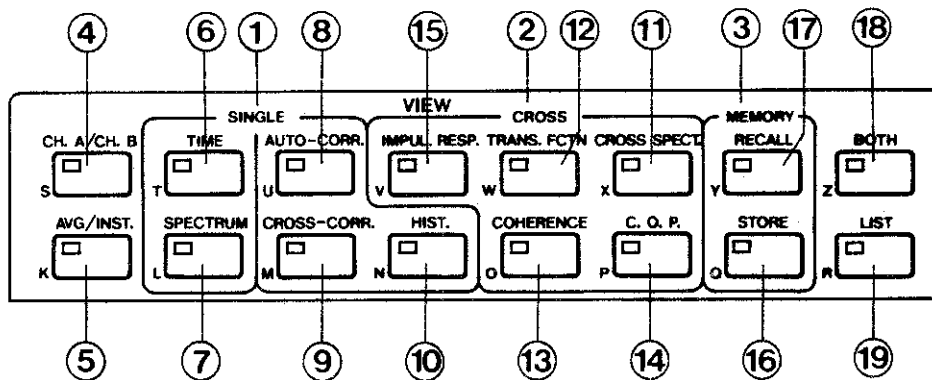 4 6 1 8 15 2 12 11 3 17 18
VIEW
SINGLE CROSS MEMORY
CH. A/CH. B TIME AUTO-CORR. IMPUL. RESP. TRANS. FCTN CROSS SPECT. RECALL BOTH
S T U V W X Y Z
AVG/INST. SPECTRUM CROSS-CORR. HIST. COHERENCE C. O. P. STORE LIST
K L M N O P Q R
5 7 9 10 13 14 16 19